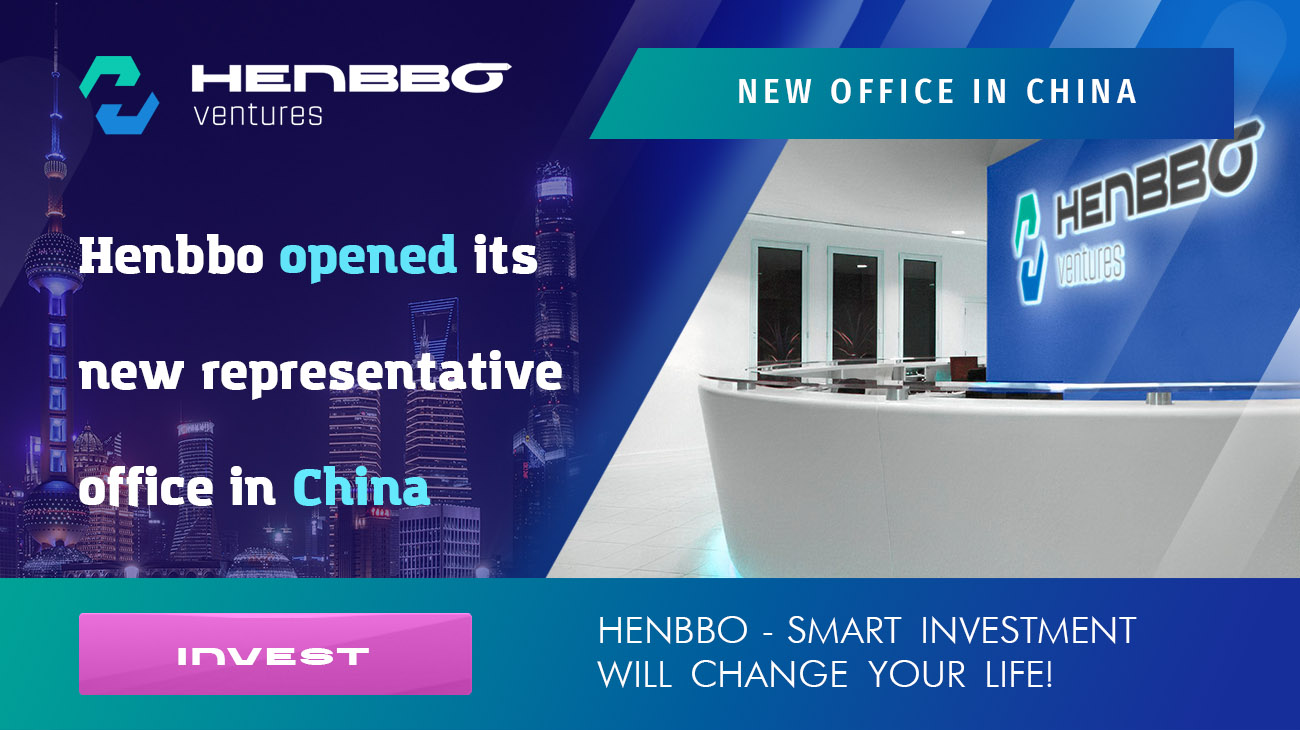 HENBBO
ventures
NEW OFFICE IN CHINA
HENBBO
ventures
Henbbo opened its
new representative
office in China
INVEST
HENBBO - SMART INVESTMENT
WILL CHANGE YOUR LIFE!